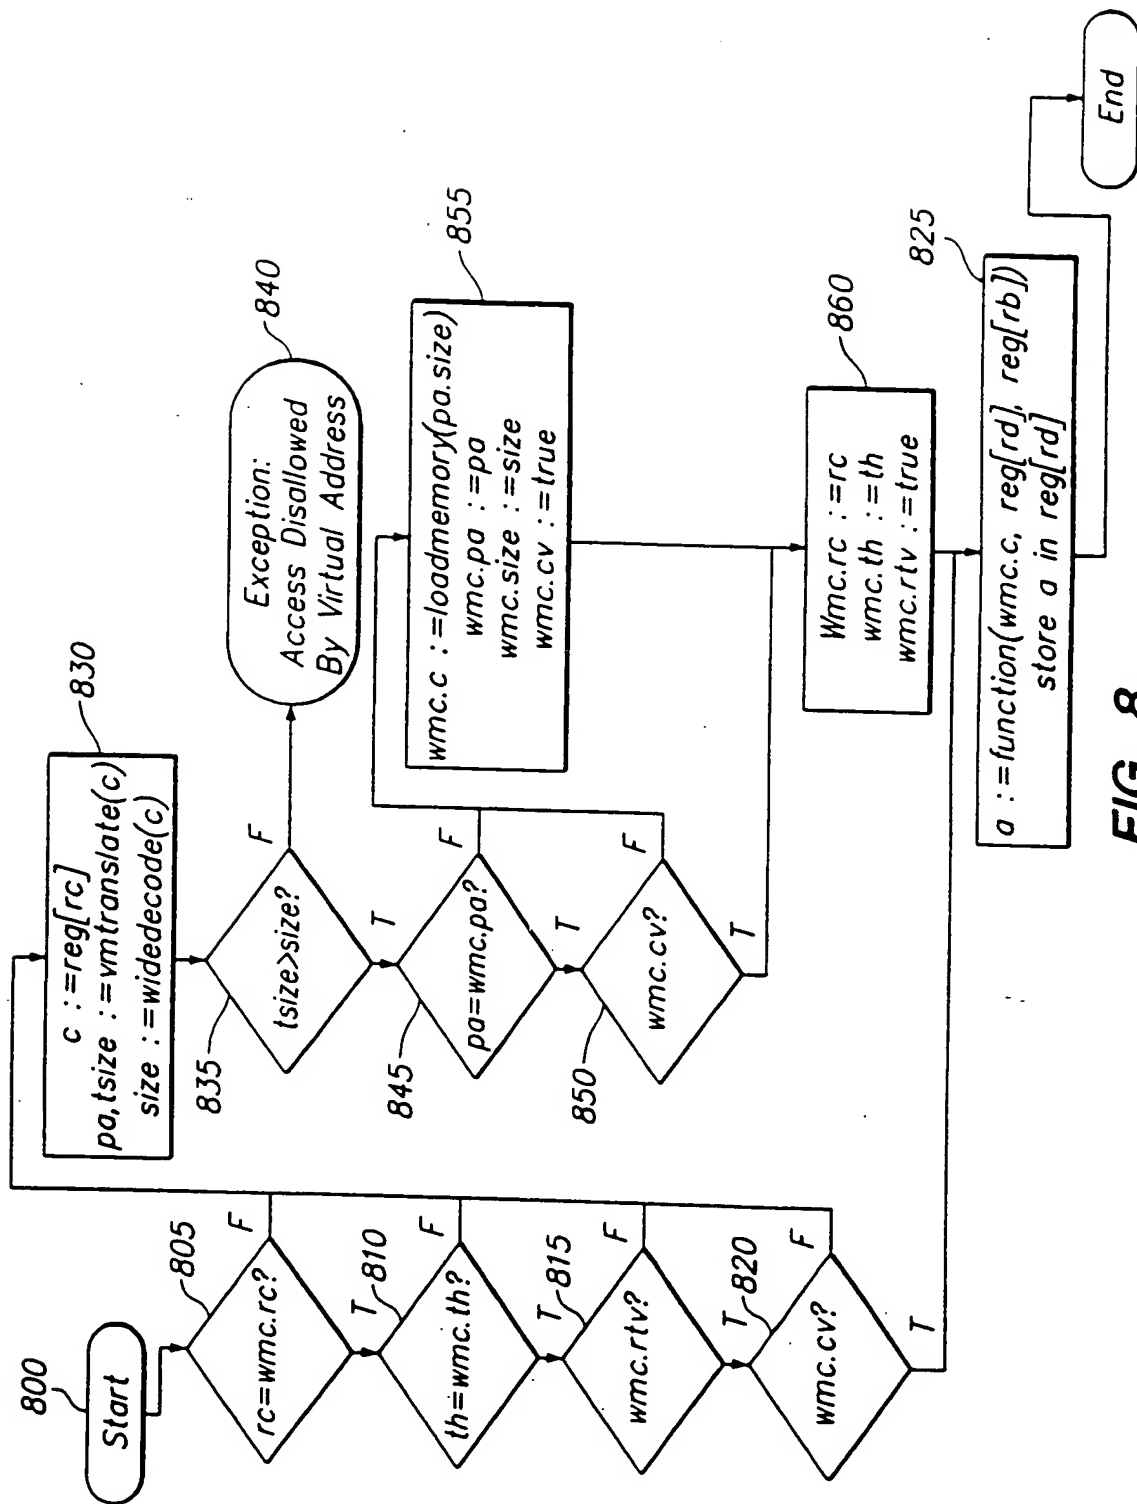 800
Start
805
rc=wmc.rc?
F
T
810
th=wmc.th?
F
T
815
wmc.rtv?
F
T
820
wmc.cv?
F
T
830
c :=reg[rc]
pa,tsize :=vmtranslate(c)
size :=widedecode(c)
835
tsize>size?
F
T
840
Exception:
Access Disallowed
By Virtual Address
845
pa=wmc.pa?
F
T
850
wmc.cv?
F
T
855
wmc.c :=loadmemory(pa.size)
wmc.pa :=pa
wmc.size :=size
wmc.cv :=true
860
Wmc.rc :=rc
wmc.th :=th
wmc.rtv :=true
825
a :=function(wmc.c, reg[rd], reg[rb])
store a in reg[rd]
End
FIG. 8